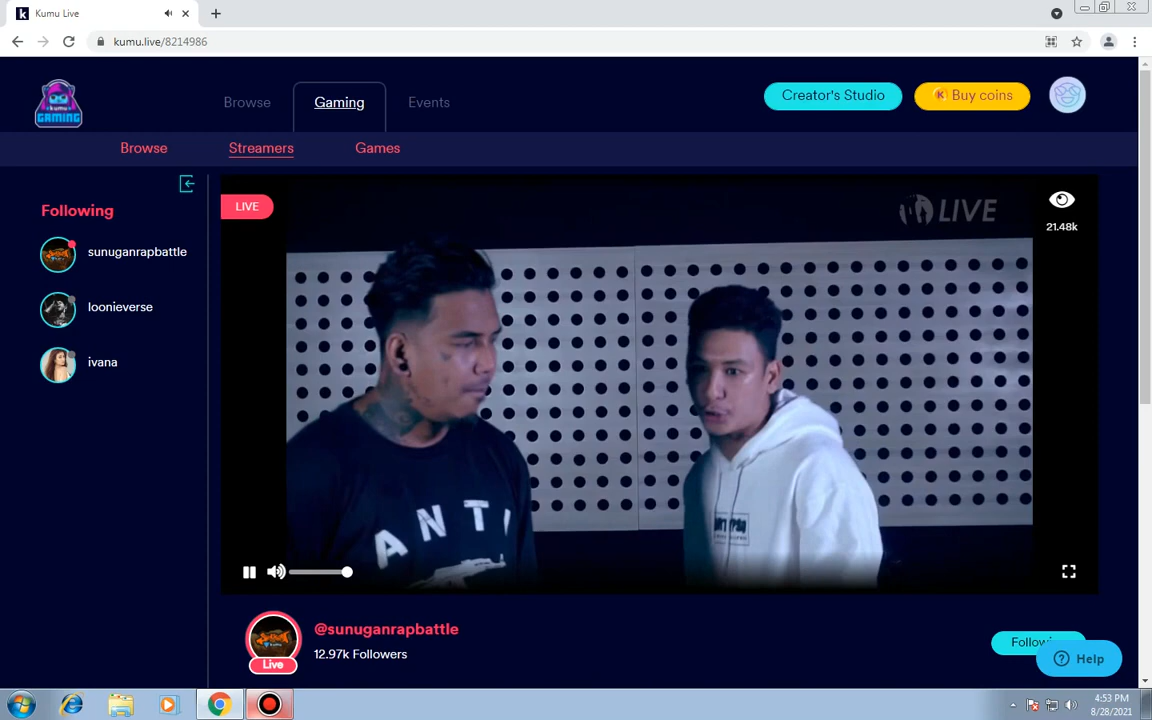 Kumu Live
kumu.live/8214986
kumu
GAMING
Browse
Gaming
Events
Creator's Studio
Buy coins
Browse
Streamers
Games
Following
sunuganrapbattle
loonieverse
ivana
LIVE
LIVE
21.48k
ANTI
@sunuganrapbattle
12.97k Followers
Live
Help
4:53 PM
8/28/2021